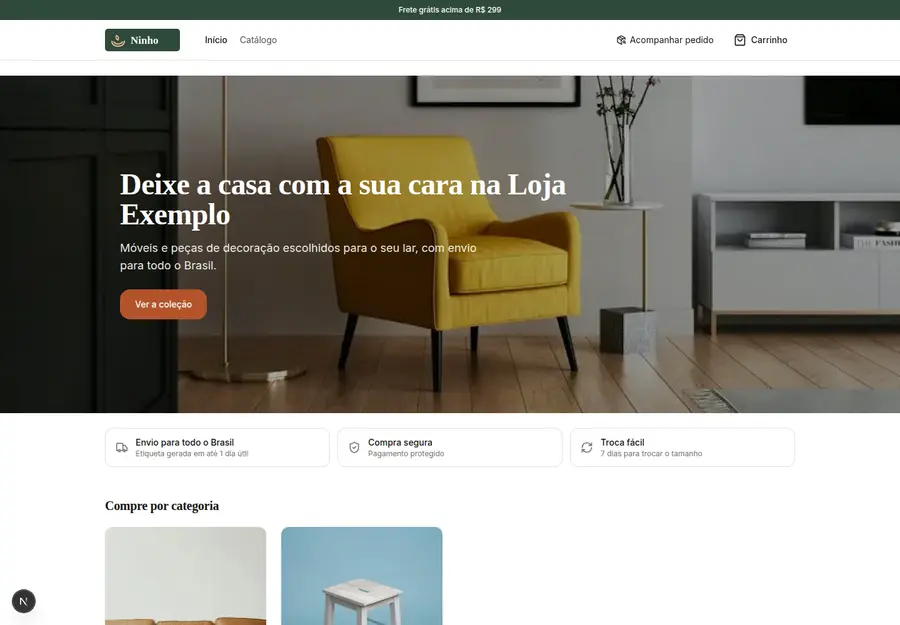 Frete grátis acima de R$ 299
Ninho
Início
Catálogo
Acompanhar pedido
Carrinho
Deixe a casa com a sua cara na Loja
Exemplo
Móveis e peças de decoração escolhidos para o seu lar, com envio
para todo o Brasil.
Ver a coleção
Envio para todo o Brasil
Etiqueta gerada em até 1 dia útil
Compra segura
Pagamento protegido
Troca fácil
7 dias para trocar o tamanho
Compre por categoria
N